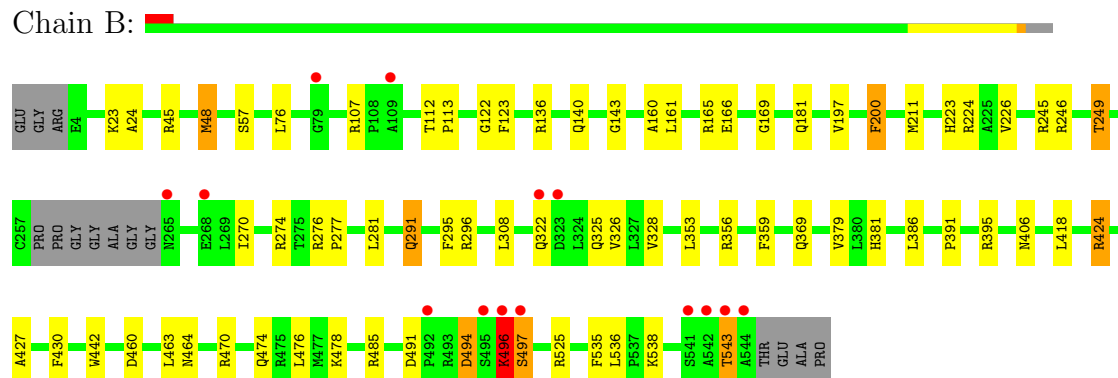 Chain B:
GLU GLY ARG E4 K23 A24 R45 M48 S57 L76 G79 R107 P108 A109 T112 P113 G122 F123 R136 Q140 G143 A160 L161 R165 E166 G169 Q181 V197 F200 M211 H223 R224 A225 V226 R245 R246 T249
C257 PRO PRO GLY GLY ALA GLY GLY N265 E268 L269 I270 R274 T275 R276 P277 L281 Q291 F295 R296 L308 Q322 D323 L324 Q325 V326 L327 V328 L353 R356 F359 Q369 V379 L380 H381 L386 P391 R395 N406 L418 R424
A427 F430 W442 D460 L463 N464 R470 Q474 R475 L476 M477 K478 R485 D491 P492 R493 D494 S495 K496 S497 R525 F535 L536 P537 K538 S541 A542 T543 A544 THR GLU ALA PRO